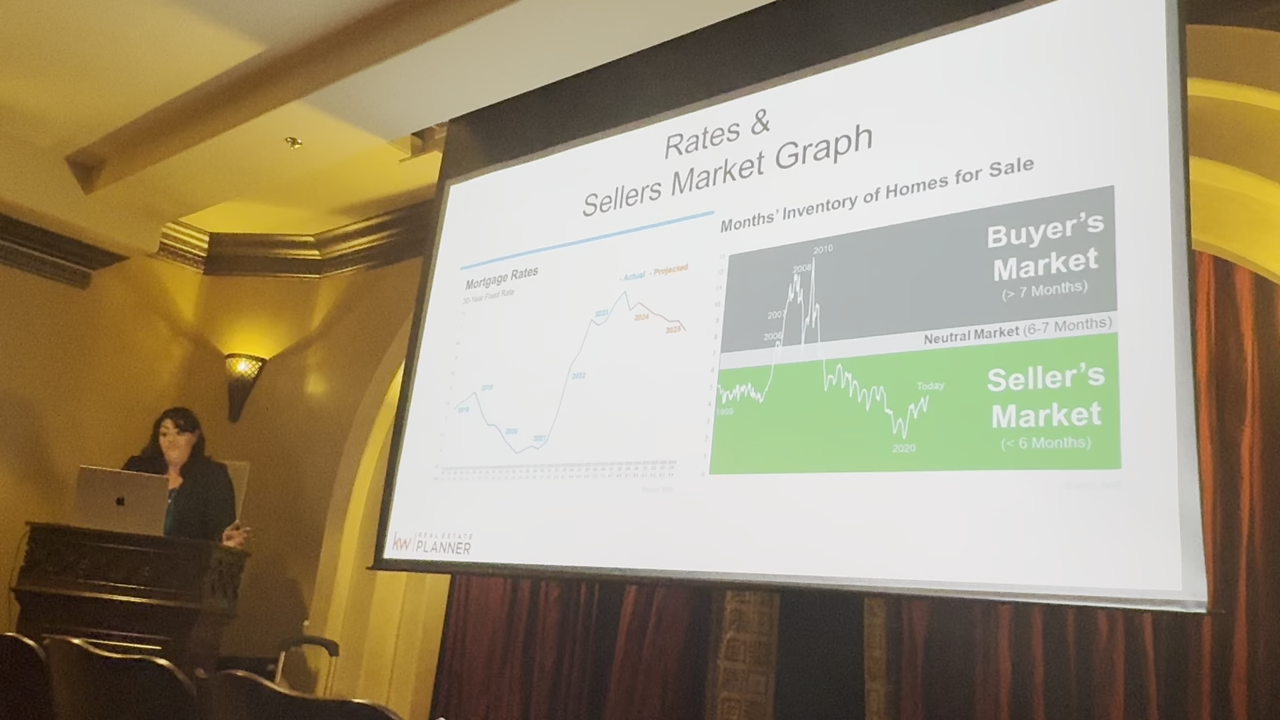 Rates &
Sellers Market Graph
Mortgage Rates
30-Year Fixed Rate
Actual - Projected
2018
2019
2020
2021
2022
2023
2024
2025
Months' Inventory of Homes for Sale
2010
2008
2007
2006
1999
Today
2020
Buyer's
Market
(> 7 Months)
Neutral Market (6-7 Months)
Seller's
Market
(< 6 Months)
kw REAL ESTATE
PLANNER